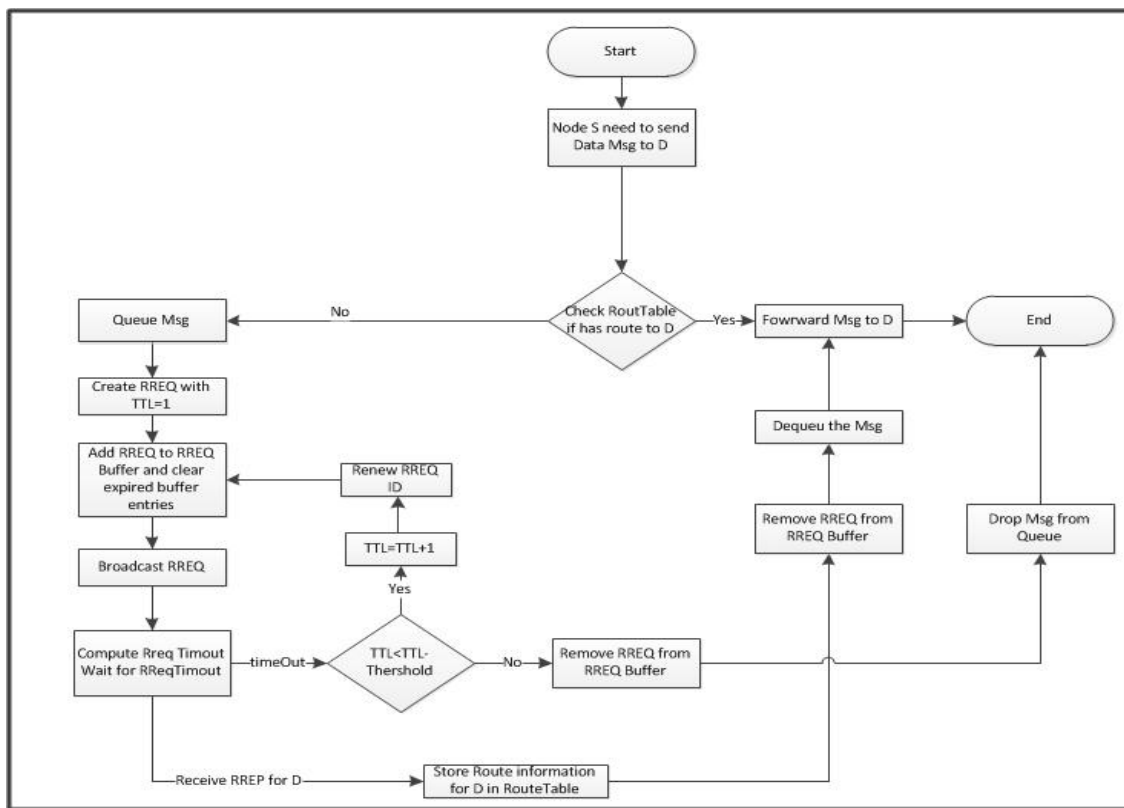 Start
Node S need to send
Data Msg to D
Check RoutTable
if has route to D
No
Yes
Queue Msg
Fowrward Msg to D
End
Create RREQ with
TTL=1
Add RREQ to RREQ
Buffer and clear
expired buffer
entries
Renew RREQ
ID
Dequeu the Msg
TTL=TTL+1
Remove RREQ from
RREQ Buffer
Drop Msg from
Queue
Broadcast RREQ
Yes
Compute Rreq Timout
Wait for RReqTimout
timeOut
TTL<TTL-
Thershold
No
Remove RREQ from
RREQ Buffer
Receive RREP for D
Store Route information
for D in RouteTable